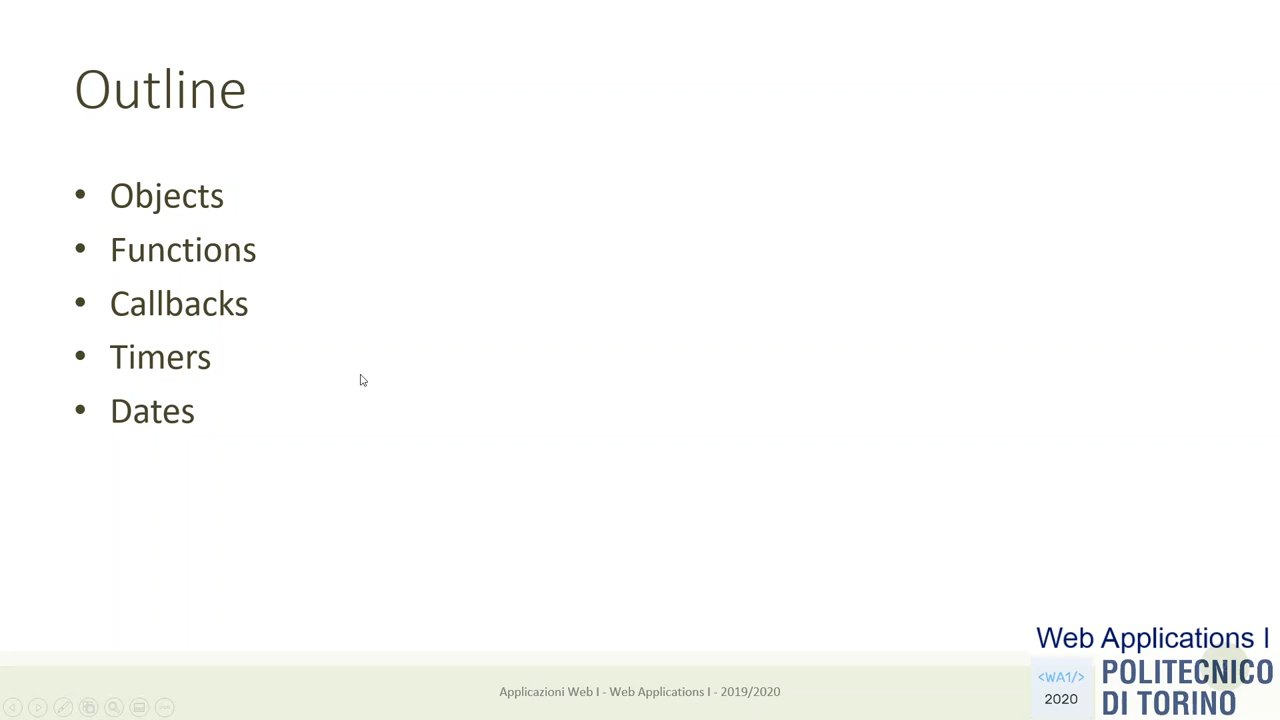 Outline
• Objects
• Functions
• Callbacks
• Timers
• Dates
Applicazioni Web I - Web Applications I - 2019/2020
Web Applications I
<WA1/>
2020
POLITECNICO
DI TORINO